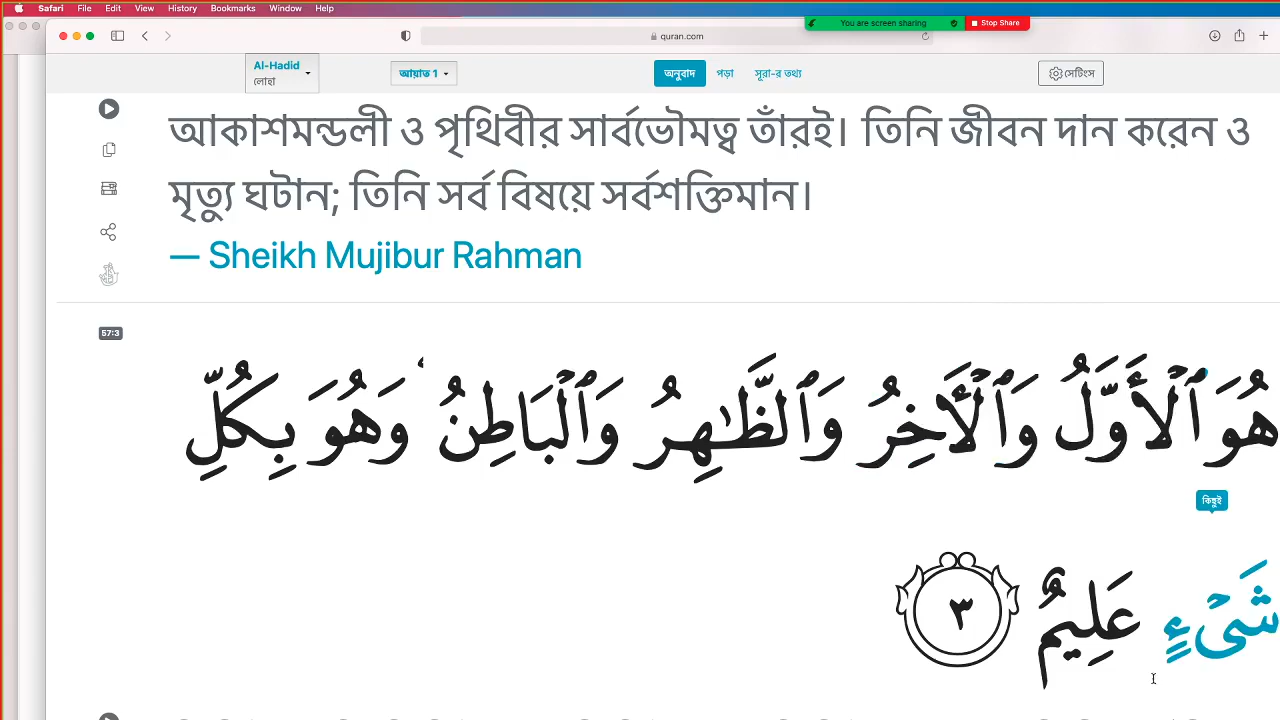 Safari File Edit View History Bookmarks Window Help
You are screen sharing Stop Share
quran.com
Al-Hadid
লোহা
আয়াত 1
অনুবাদ পড়া সূরা-র তথ্য
সেটিংস
আকাশমন্ডলী ও পৃথিবীর সার্বভৌমত্ব তাঁরই। তিনি জীবন দান করেন ও
মৃত্যু ঘটান; তিনি সর্ব বিষয়ে সর্বশক্তিমান।
— Sheikh Mujibur Rahman
57:3
هُوَ ٱلْأَوَّلُ وَٱلْـَٔاخِرُ وَٱلظَّـٰهِرُ وَٱلْبَاطِنُ ۖ وَهُوَ بِكُلِّ
কিছুই
شَىْءٍ عَلِيمٌ ٣